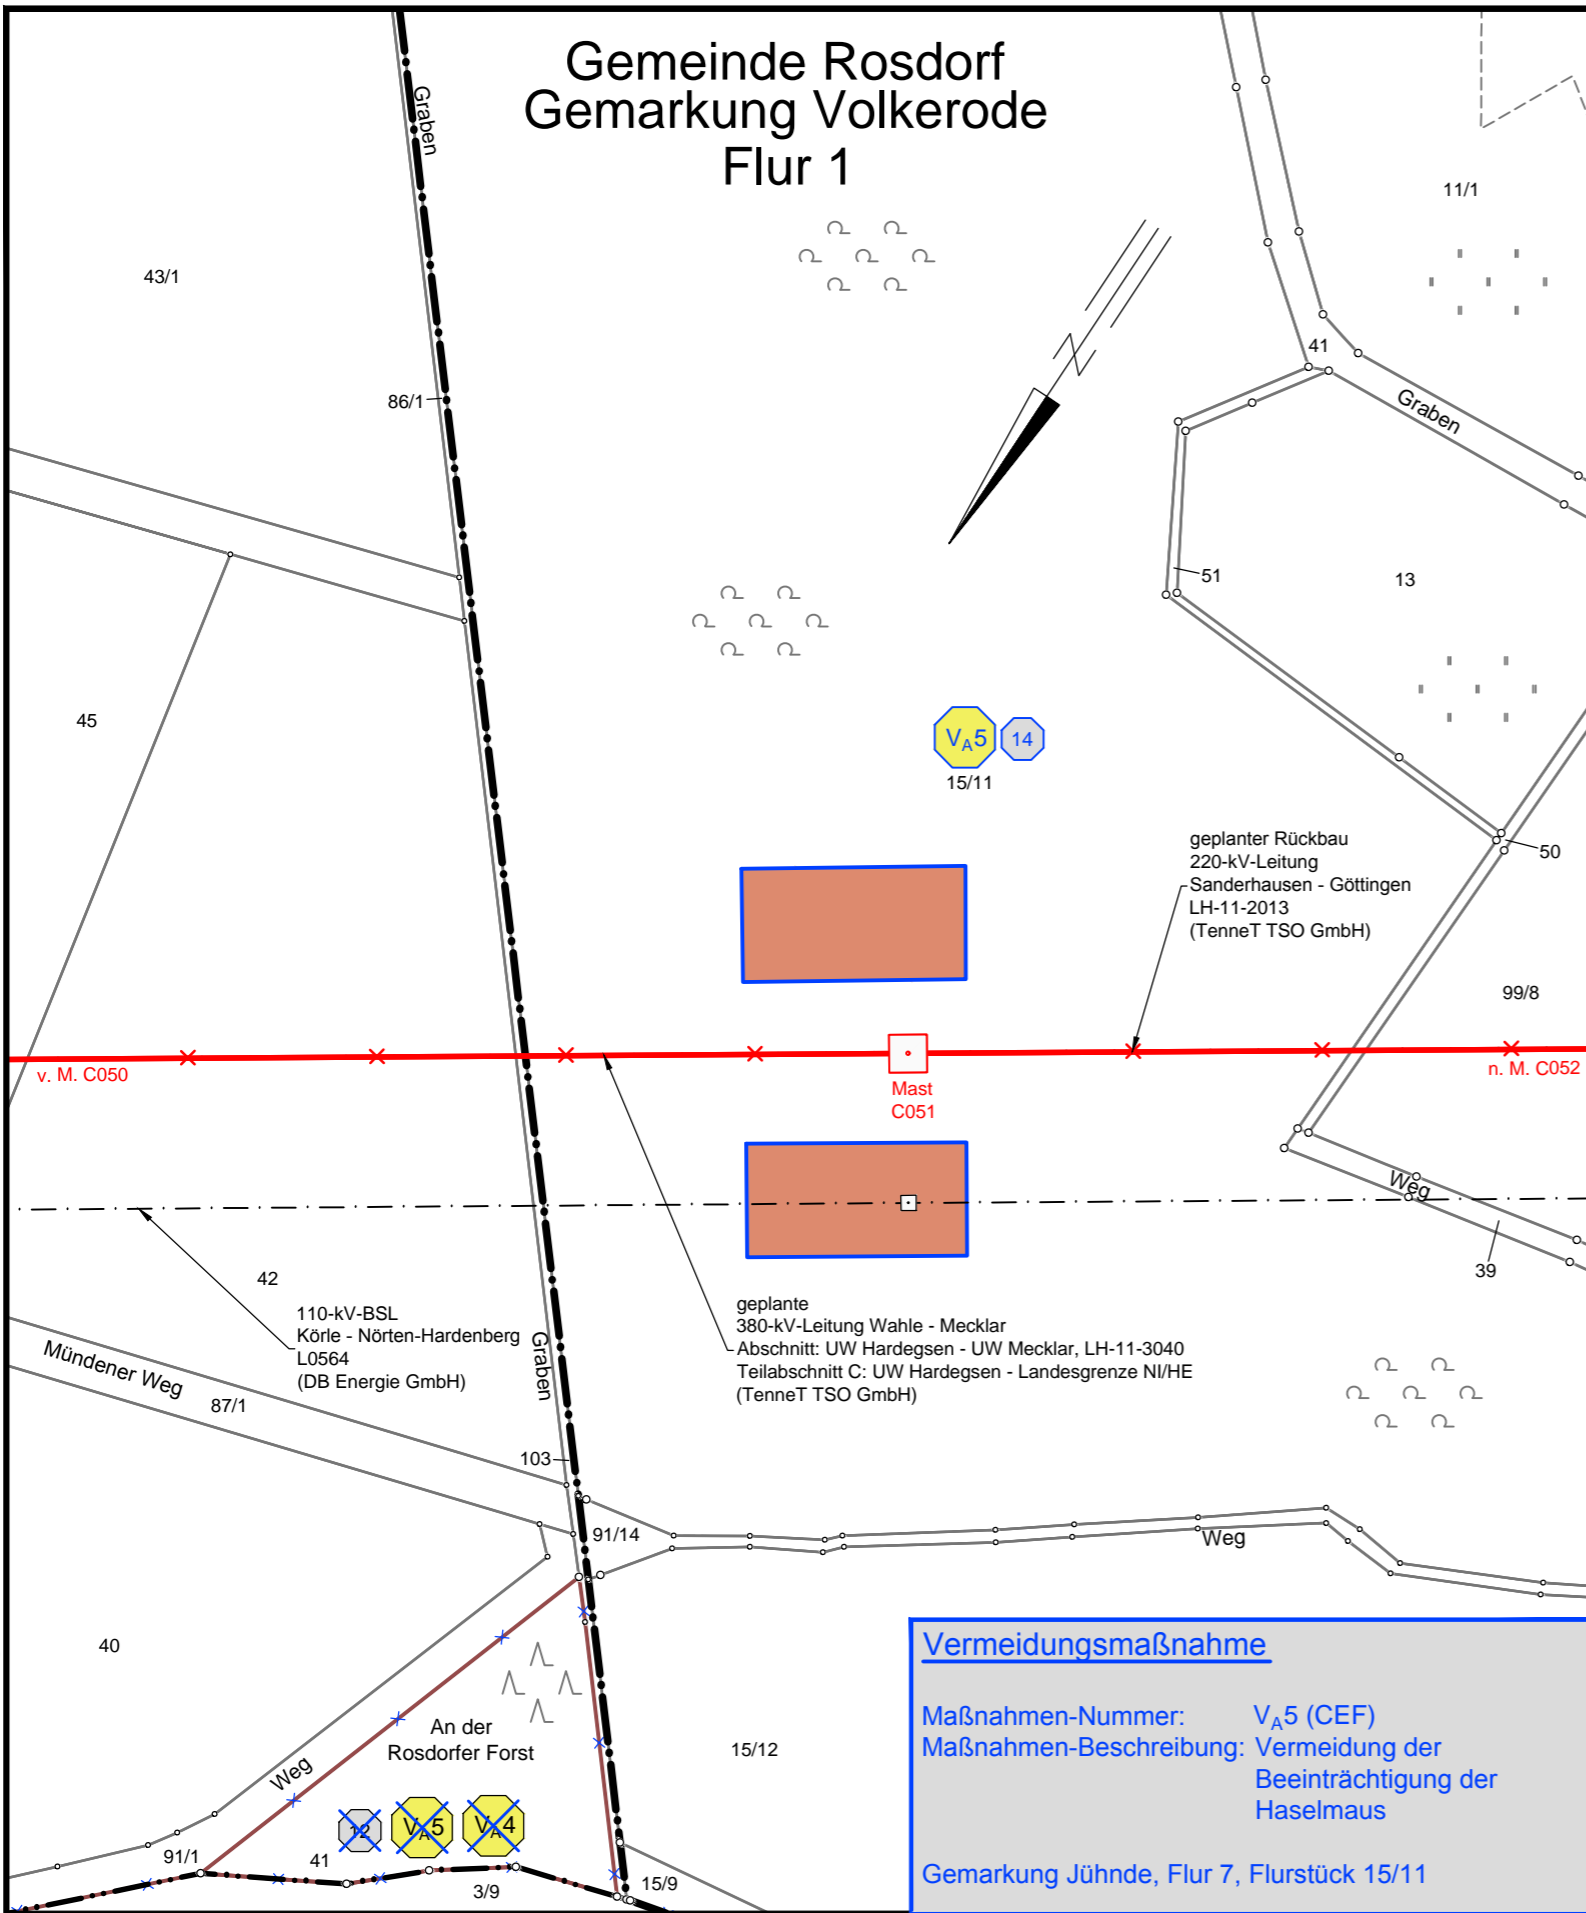 Gemeinde Rosdorf
Gemarkung Volkerode
Flur 1
Graben
11/1
43/1
41
86/1
Graben
51
13
45
V_A5
14
15/11
geplanter Rückbau
220-kV-Leitung
Sanderhausen - Göttingen
LH-11-2013
(TenneT TSO GmbH)
50
99/8
v. M. C050
n. M. C052
Mast
C051
Weg
39
42
110-kV-BSL
Körle - Nörten-Hardenberg
L0564
(DB Energie GmbH)
geplante
380-kV-Leitung Wahle - Mecklar
Abschnitt: UW Hardegsen - UW Mecklar, LH-11-3040
Teilabschnitt C: UW Hardegsen - Landesgrenze NI/HE
(TenneT TSO GmbH)
Graben
Mündener Weg
87/1
103
91/14
Weg
40
An der
Rosdorfer Forst
15/12
Weg
12
V_A5
V_A4
91/1
41
3/9
15/9
N
Vermeidungsmaßnahme
Maßnahmen-Nummer: V_A5 (CEF)
Maßnahmen-Beschreibung: Vermeidung der
Beeinträchtigung der
Haselmaus
Gemarkung Jühnde, Flur 7, Flurstück 15/11